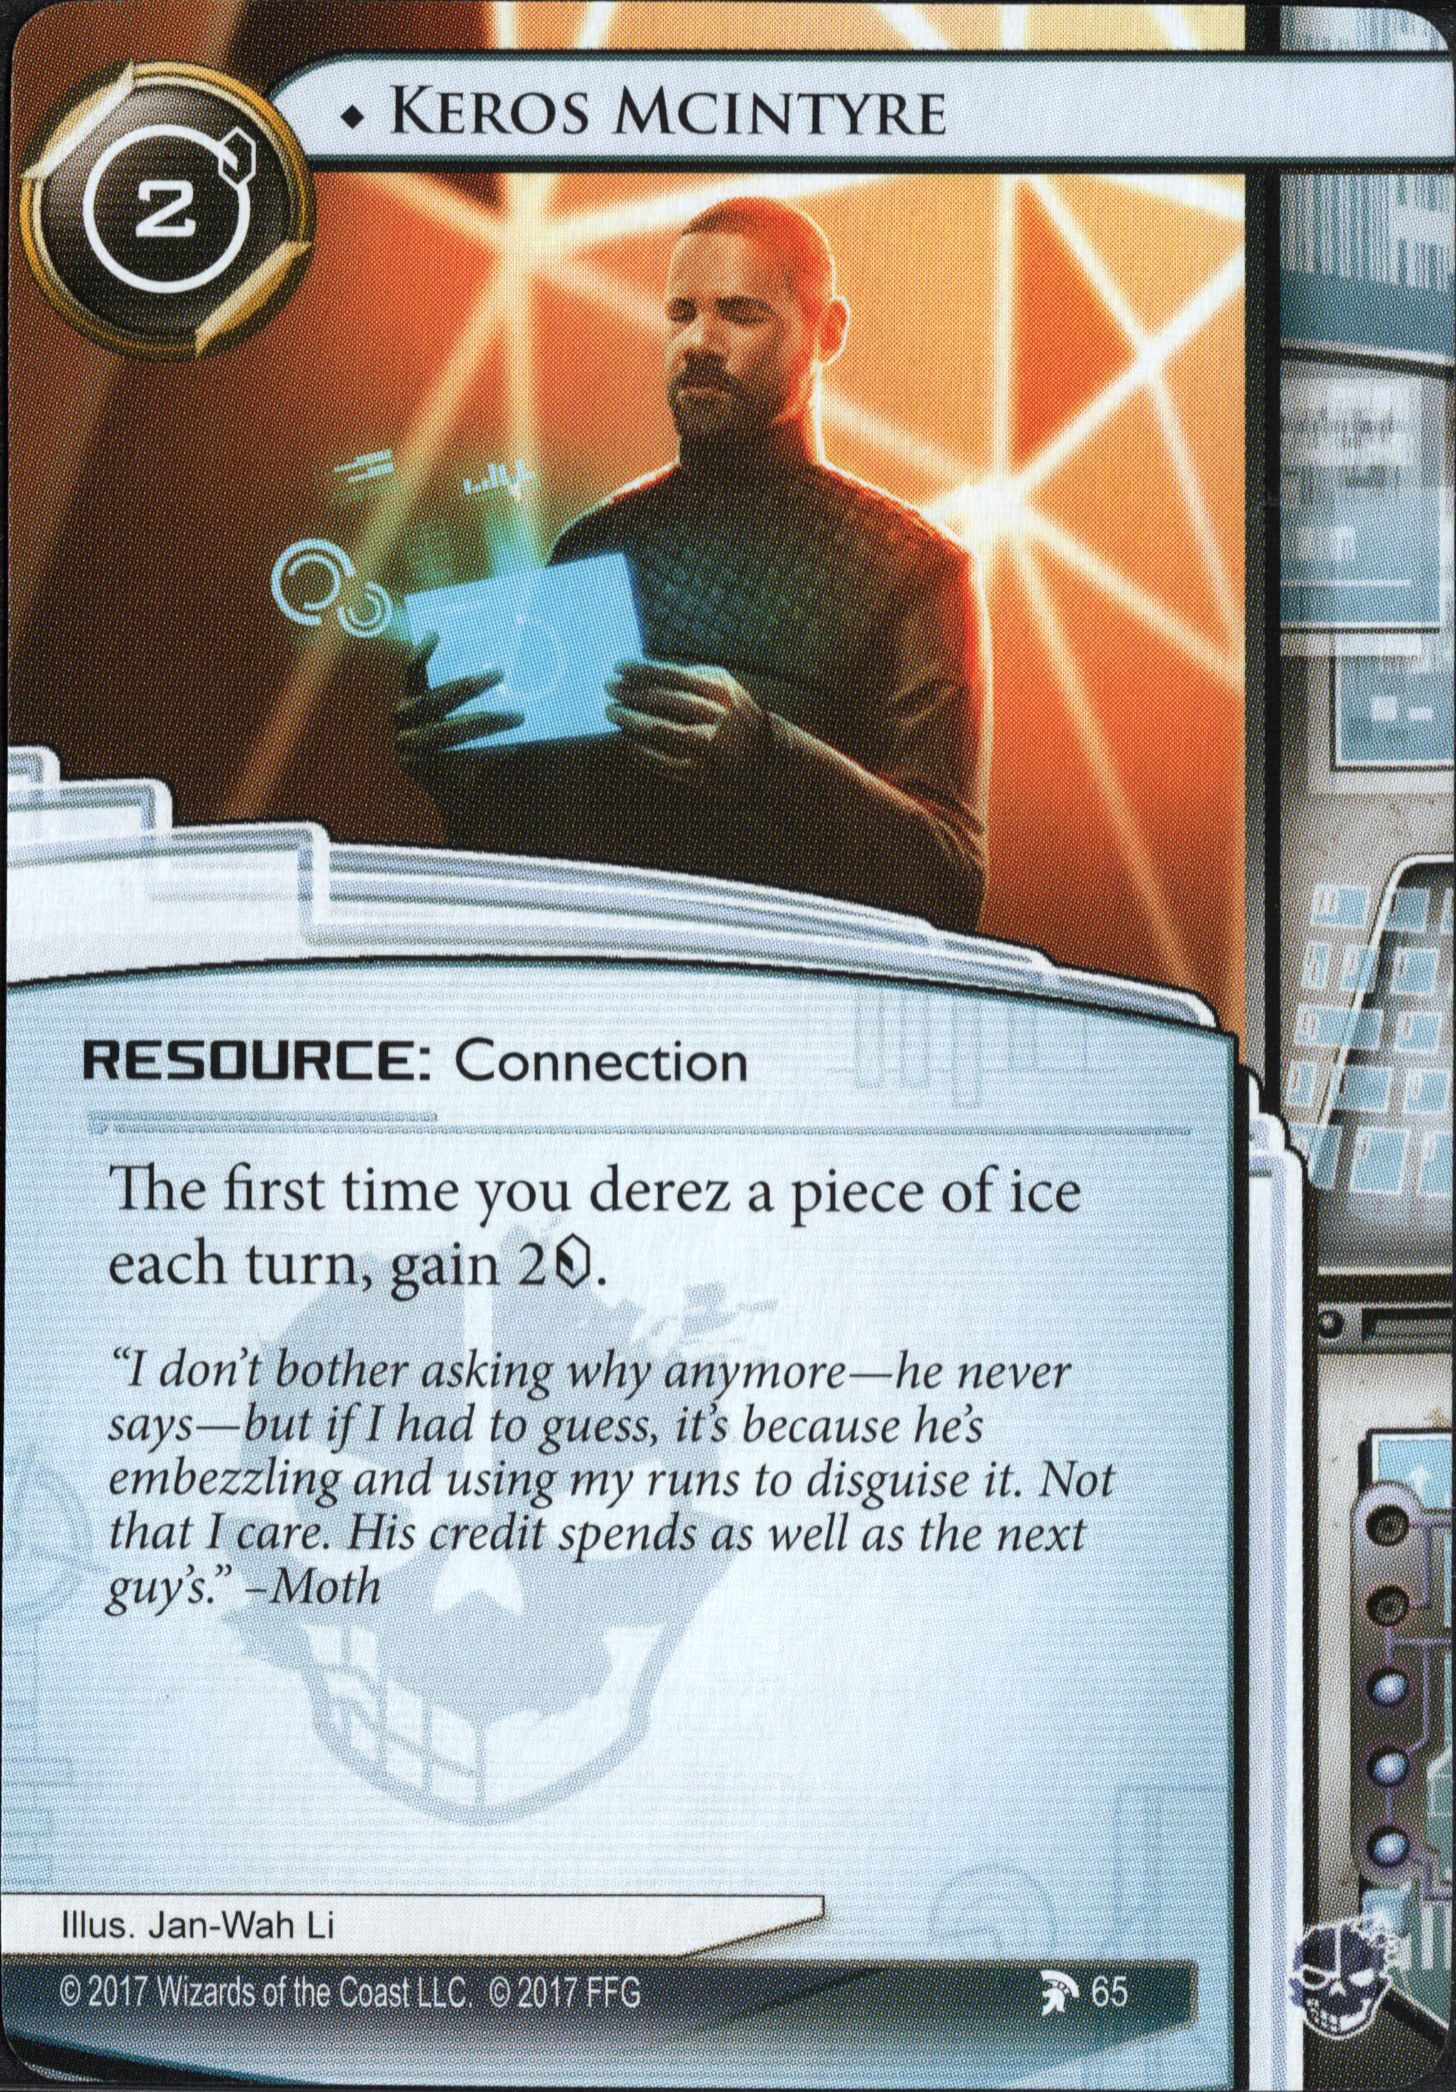 2
◆ Keros McIntyre
RESOURCE: Connection
The first time you derez a piece of ice
each turn, gain 2.
“I don’t bother asking why anymore—he never
says—but if I had to guess, it’s because he’s
embezzling and using my runs to disguise it. Not
that I care. His credit spends as well as the next
guy’s.” –Moth
Illus. Jan-Wah Li
© 2017 Wizards of the Coast LLC. © 2017 FFG
65